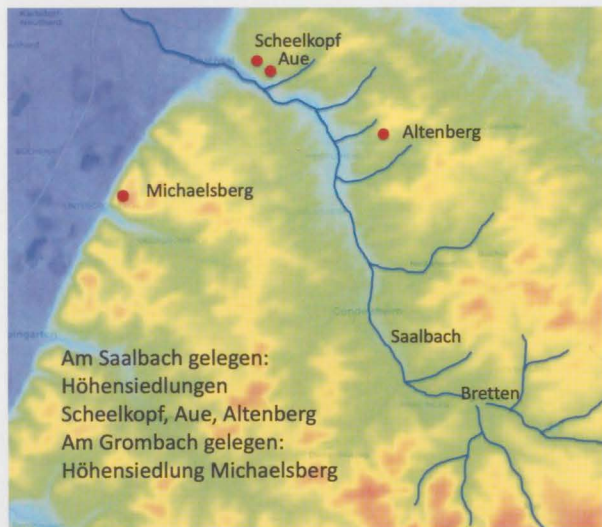 Scheelkopf
Aue
Altenberg
Michaelsberg
Saalbach
Bretten
Am Saalbach gelegen:
Höhensiedlungen
Scheelkopf, Aue, Altenberg
Am Grombach gelegen:
Höhensiedlung Michaelsberg